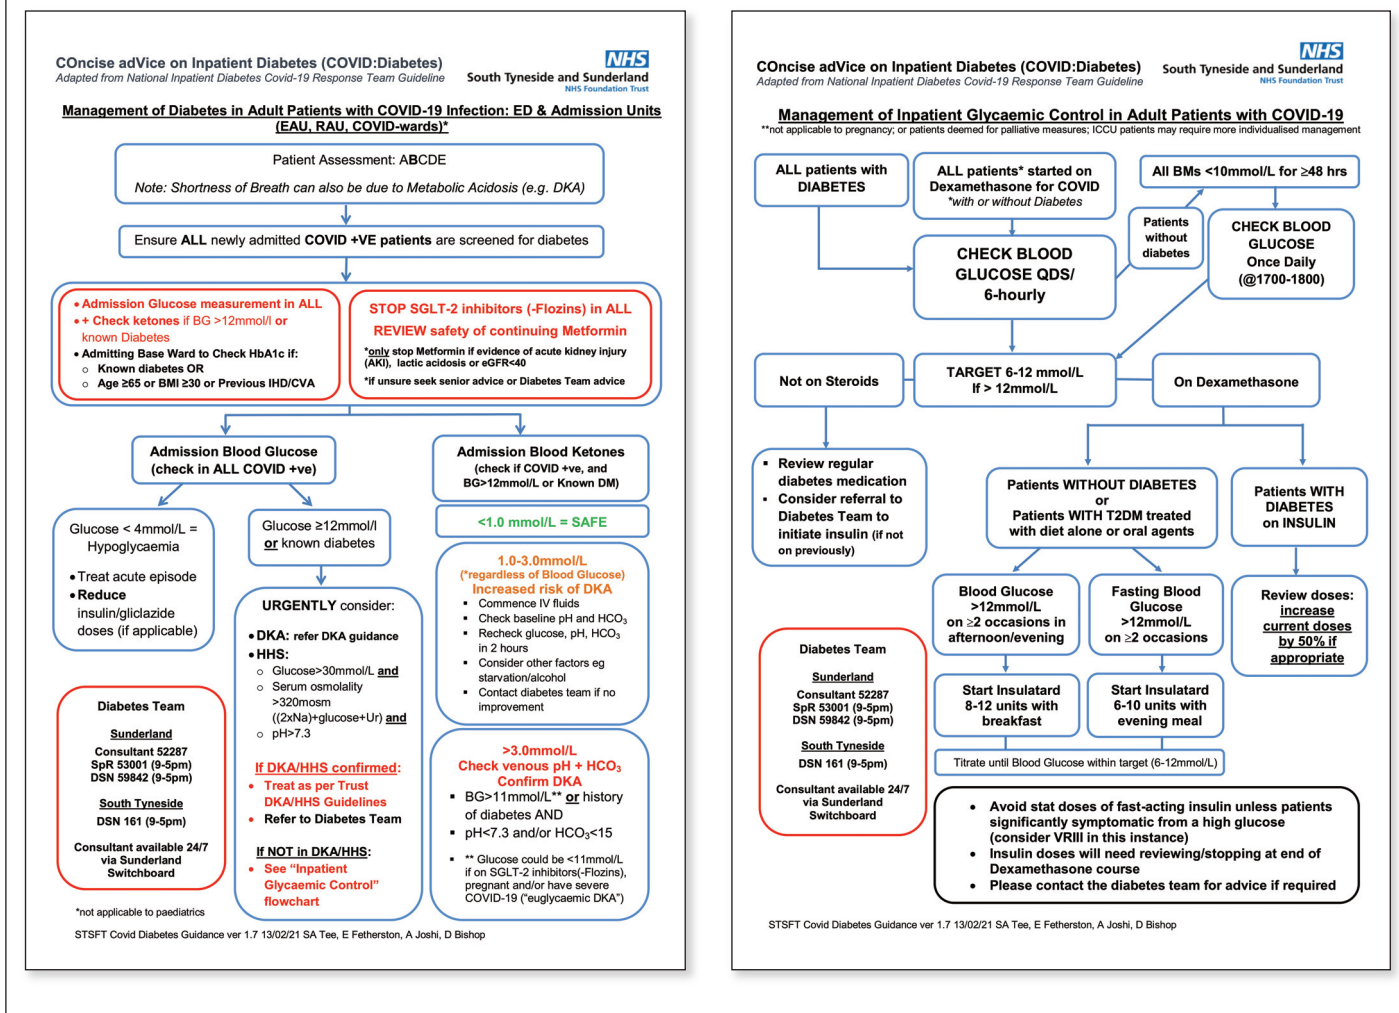 COncise adVice on Inpatient Diabetes (COVID:Diabetes)
Adapted from National Inpatient Diabetes Covid-19 Response Team Guideline
NHS
South Tyneside and Sunderland
NHS Foundation Trust
Management of Diabetes in Adult Patients with COVID-19 Infection: ED & Admission Units
(EAU, RAU, COVID-wards)*
Patient Assessment: ABCDE
Note: Shortness of Breath can also be due to Metabolic Acidosis (e.g. DKA)
Ensure ALL newly admitted COVID +VE patients are screened for diabetes
• Admission Glucose measurement in ALL
• + Check ketones if BG >12mmol/l or
known Diabetes
• Admitting Base Ward to Check HbA1c if:
o Known diabetes OR
o Age ≥65 or BMI ≥30 or Previous IHD/CVA
STOP SGLT-2 inhibitors (-Flozins) in ALL
REVIEW safety of continuing Metformin
*only stop Metformin if evidence of acute kidney injury
(AKI), lactic acidosis or eGFR<40
*if unsure seek senior advice or Diabetes Team advice
Admission Blood Glucose
(check in ALL COVID +ve)
Glucose < 4mmol/L =
Hypoglycaemia
• Treat acute episode
• Reduce
insulin/gliclazide
doses (if applicable)
Glucose ≥12mmol/l
or known diabetes
URGENTLY consider:
• DKA: refer DKA guidance
• HHS:
o Glucose>30mmol/L and
o Serum osmolality
>320mosm
((2xNa)+glucose+Ur) and
o pH>7.3
If DKA/HHS confirmed:
• Treat as per Trust
DKA/HHS Guidelines
• Refer to Diabetes Team
If NOT in DKA/HHS:
• See “Inpatient
Glycaemic Control”
flowchart
Admission Blood Ketones
(check if COVID +ve, and
BG>12mmol/L or Known DM)
<1.0 mmol/L = SAFE
1.0-3.0mmol/L
(*regardless of Blood Glucose)
Increased risk of DKA
▪ Commence IV fluids
▪ Check baseline pH and HCO3
▪ Recheck glucose, pH, HCO3
in 2 hours
▪ Consider other factors eg
starvation/alcohol
▪ Contact diabetes team if no
improvement
>3.0mmol/L
Check venous pH + HCO3
Confirm DKA
▪ BG>11mmol/L** or history
of diabetes AND
▪ pH<7.3 and/or HCO3<15
▪ ** Glucose could be <11mmol/L
if on SGLT-2 inhibitors(-Flozins),
pregnant and/or have severe
COVID-19 (“euglycaemic DKA”)
Diabetes Team
Sunderland
Consultant 52287
SpR 53001 (9-5pm)
DSN 59842 (9-5pm)
South Tyneside
DSN 161 (9-5pm)
Consultant available 24/7
via Sunderland
Switchboard
*not applicable to paediatrics
STSFT Covid Diabetes Guidance ver 1.7 13/02/21 SA Tee, E Fetherston, A Joshi, D Bishop
COncise adVice on Inpatient Diabetes (COVID:Diabetes)
Adapted from National Inpatient Diabetes Covid-19 Response Team Guideline
NHS
South Tyneside and Sunderland
NHS Foundation Trust
Management of Inpatient Glycaemic Control in Adult Patients with COVID-19
**not applicable to pregnancy; or patients deemed for palliative measures; ICCU patients may require more individualised management
ALL patients with
DIABETES
ALL patients* started on
Dexamethasone for COVID
*with or without Diabetes
All BMs <10mmol/L for ≥48 hrs
Patients
without
diabetes
CHECK BLOOD
GLUCOSE QDS/
6-hourly
CHECK BLOOD
GLUCOSE
Once Daily
(@1700-1800)
Not on Steroids
TARGET 6-12 mmol/L
If > 12mmol/L
On Dexamethasone
▪ Review regular
diabetes medication
▪ Consider referral to
Diabetes Team to
initiate insulin (if not
on previously)
Patients WITHOUT DIABETES
or
Patients WITH T2DM treated
with diet alone or oral agents
Patients WITH
DIABETES
on INSULIN
Blood Glucose
>12mmol/L
on ≥2 occasions in
afternoon/evening
Fasting Blood
Glucose
>12mmol/L
on ≥2 occasions
Review doses:
increase
current doses
by 50% if
appropriate
Start Insulatard
8-12 units with
breakfast
Start Insulatard
6-10 units with
evening meal
Titrate until Blood Glucose within target (6-12mmol/L)
Diabetes Team
Sunderland
Consultant 52287
SpR 53001 (9-5pm)
DSN 59842 (9-5pm)
South Tyneside
DSN 161 (9-5pm)
Consultant available 24/7
via Sunderland
Switchboard
• Avoid stat doses of fast-acting insulin unless patients
significantly symptomatic from a high glucose
(consider VRIII in this instance)
• Insulin doses will need reviewing/stopping at end of
Dexamethasone course
• Please contact the diabetes team for advice if required
STSFT Covid Diabetes Guidance ver 1.7 13/02/21 SA Tee, E Fetherston, A Joshi, D Bishop